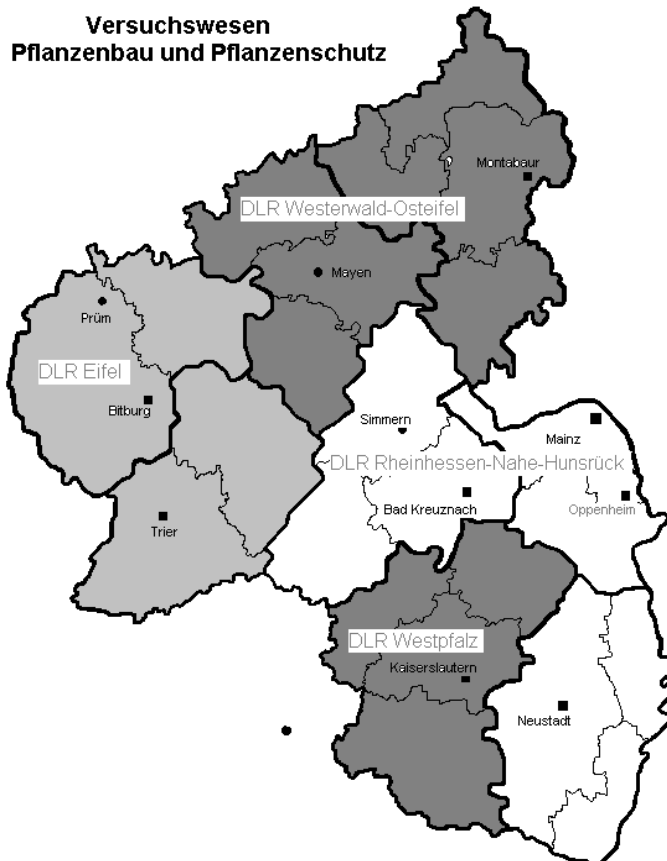 Versuchswesen
Pflanzenbau und Pflanzenschutz
Montabaur
DLR Westerwald-Osteifel
Mayen
Prüm
DLR Eifel
Bitburg
Simmern
Mainz
DLR Rheinhessen-Nahe-Hunsrück
Bad Kreuznach
Oppenheim
Trier
DLR Westpfalz
Kaiserslautern
Neustadt